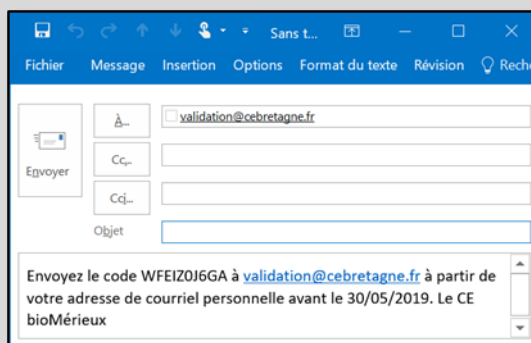 Sans t...
Fichier Message Insertion Options Format du texte Révision Reche
À... validation@cebretagne.fr
Cc...
Envoyer
Cci...
Objet
Envoyez le code WFEIZ0J6GA à validation@cebretagne.fr à partir de
votre adresse de courriel personnelle avant le 30/05/2019. Le CE
bioMérieux